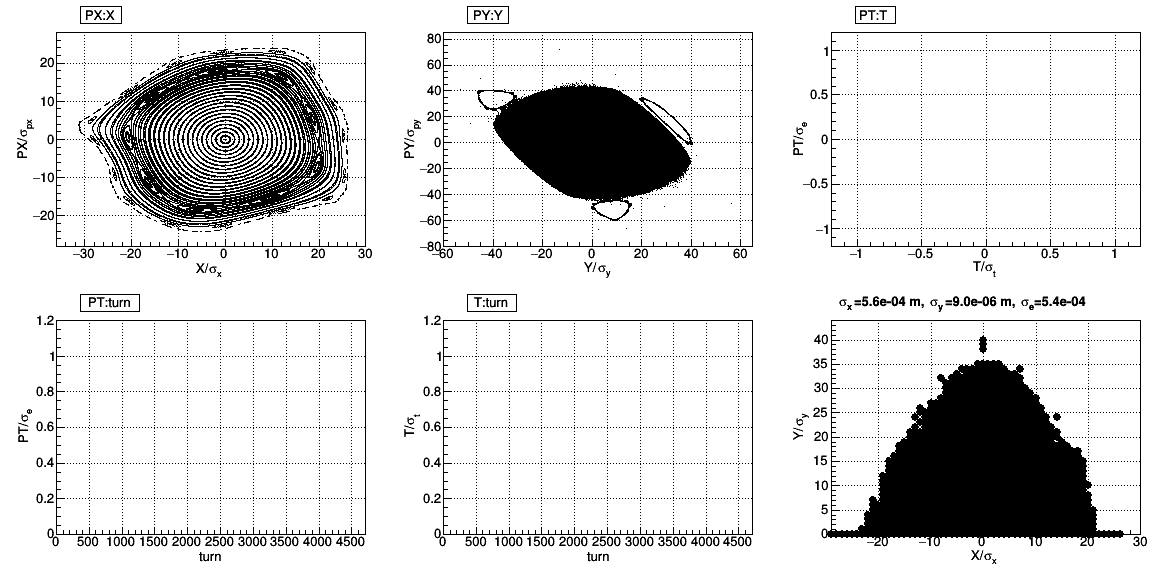 PX:X
PX/σpx
20
10
0
−10
−20
−30 −20 −10 0 10 20 30
X/σx
PY:Y
PY/σpy
80
60
40
20
0
−20
−40
−60
−80
−60 −40 −20 0 20 40 60
Y/σy
PT:T
PT/σe
1
0.5
0
−0.5
−1
−1 −0.5 0 0.5 1
T/σt
PT:turn
PT/σe
1.2
1
0.8
0.6
0.4
0.2
0
0 500 1000 1500 2000 2500 3000 3500 4000 4500
turn
T:turn
T/σt
1.2
1
0.8
0.6
0.4
0.2
0
0 500 1000 1500 2000 2500 3000 3500 4000 4500
turn
σx=5.6e-04 m, σy=9.0e-06 m, σe=5.4e-04
Y/σy
40
35
30
25
20
15
10
5
0
−20 −10 0 10 20 30
X/σx